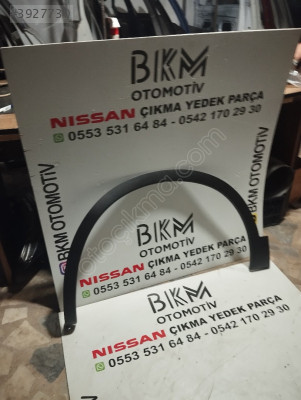 392773
BKM
OTOMOTİV
NISSAN ÇIKMA YEDEK PARÇA
0553 531 64 84 - 0542 170 29 30
BKM OTOMOTİV
BKM OTOMOTİV
BKM
OTOMOTİV
NISSAN ÇIKMA YEDEK PARÇA
0553 531 64 84 - 0542 170 29 30
BKM
OTOMOTİV
NISSAN ÇIKMA YEDEK PARÇA
0553 531 64 84 - 0542 170 29 30